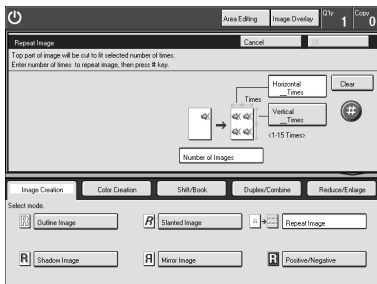 Area Editing Image Overlay Q'ty 1 Copy 0
Repeat Image Cancel OK
Top part of image will be cut to fit selected number of times.
Enter number of times to repeat image, then press # key.
Horizontal
__Times
Clear
Times
Vertical
__Times
#
<1-15 Times>
Number of Images
Image Creation Color Creation Shift/Book Duplex/Combine Reduce/Enlarge
Select mode.
R Outline Image R Slanted Image Repeat Image
R Shadow Image R Mirror Image R Positive/Negative